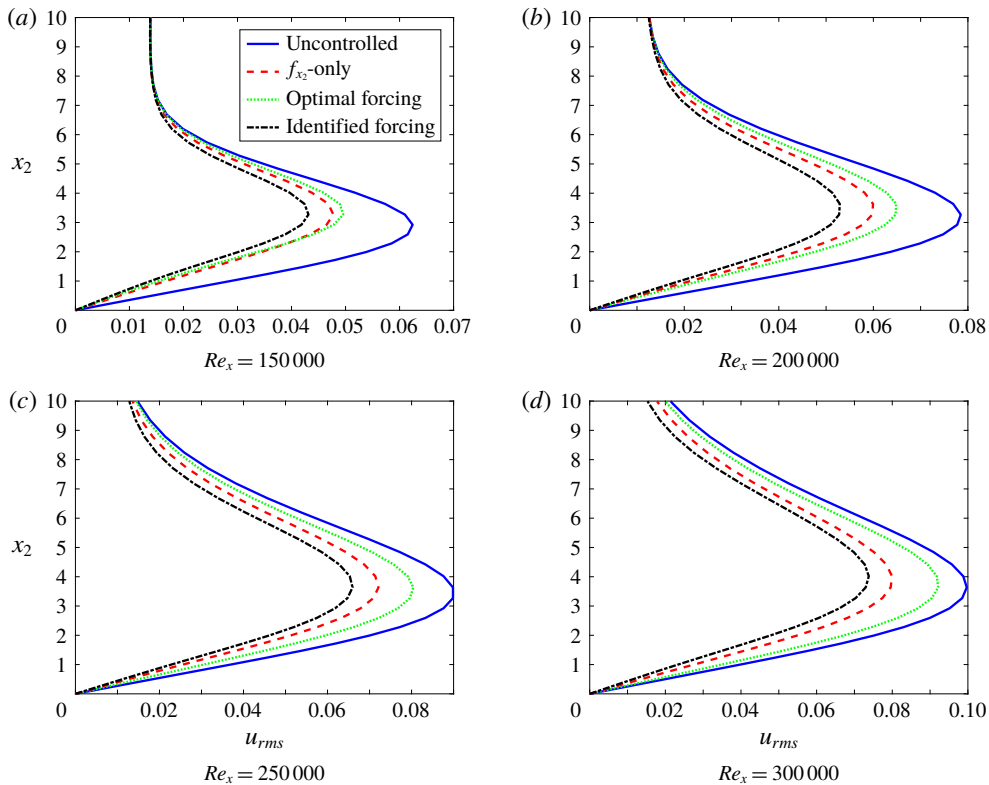 (a)
10
9
8
7
6
5
4
3
2
1
0
x2
Uncontrolled
fx2-only
Optimal forcing
Identified forcing
0.01 0.02 0.03 0.04 0.05 0.06 0.07
Rex = 150 000
(b)
10
9
8
7
6
5
4
3
2
1
0
0.02 0.04 0.06 0.08
Rex = 200 000
(c)
10
9
8
7
6
5
4
3
2
1
0
x2
0.02 0.04 0.06 0.08
urms
Rex = 250 000
(d)
10
9
8
7
6
5
4
3
2
1
0
0.02 0.04 0.06 0.08 0.10
urms
Rex = 300 000